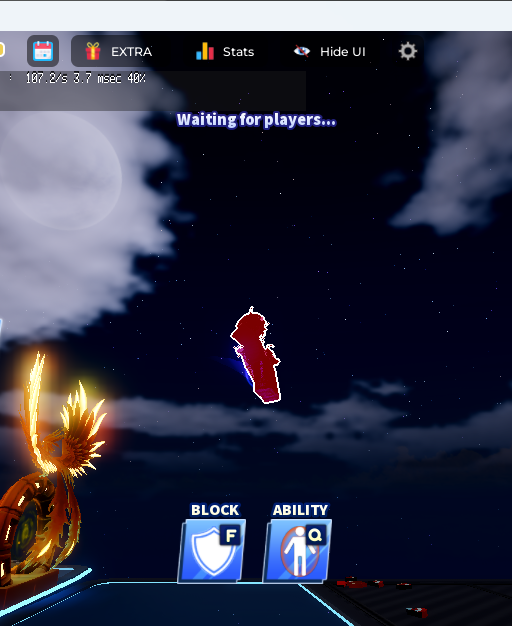 EXTRA
Stats
Hide UI
: 107.2/s 3.7 msec 40%
Waiting for players...
BLOCK
ABILITY
F
Q